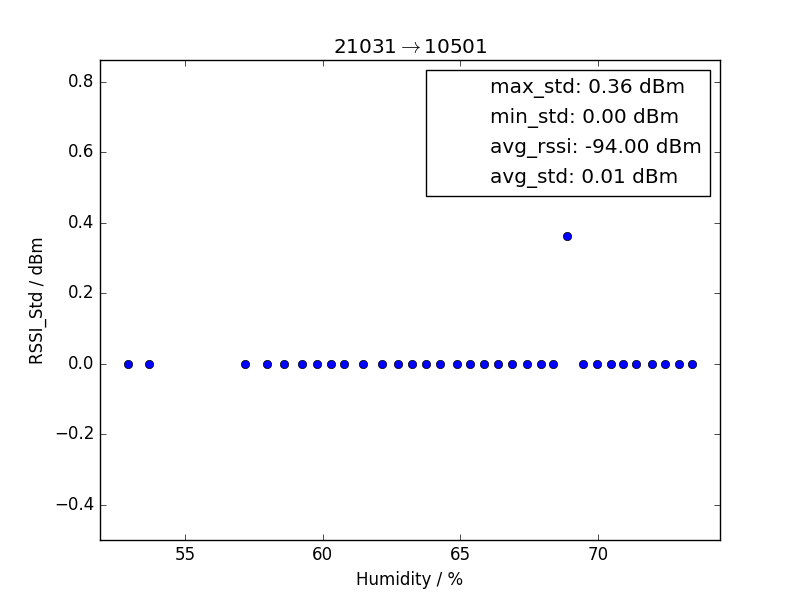 21031→10501
max_std: 0.36 dBm
min_std: 0.00 dBm
avg_rssi: -94.00 dBm
avg_std: 0.01 dBm
RSSI_Std / dBm
0.8
0.6
0.4
0.2
0.0
−0.2
−0.4
55 60 65 70
Humidity / %